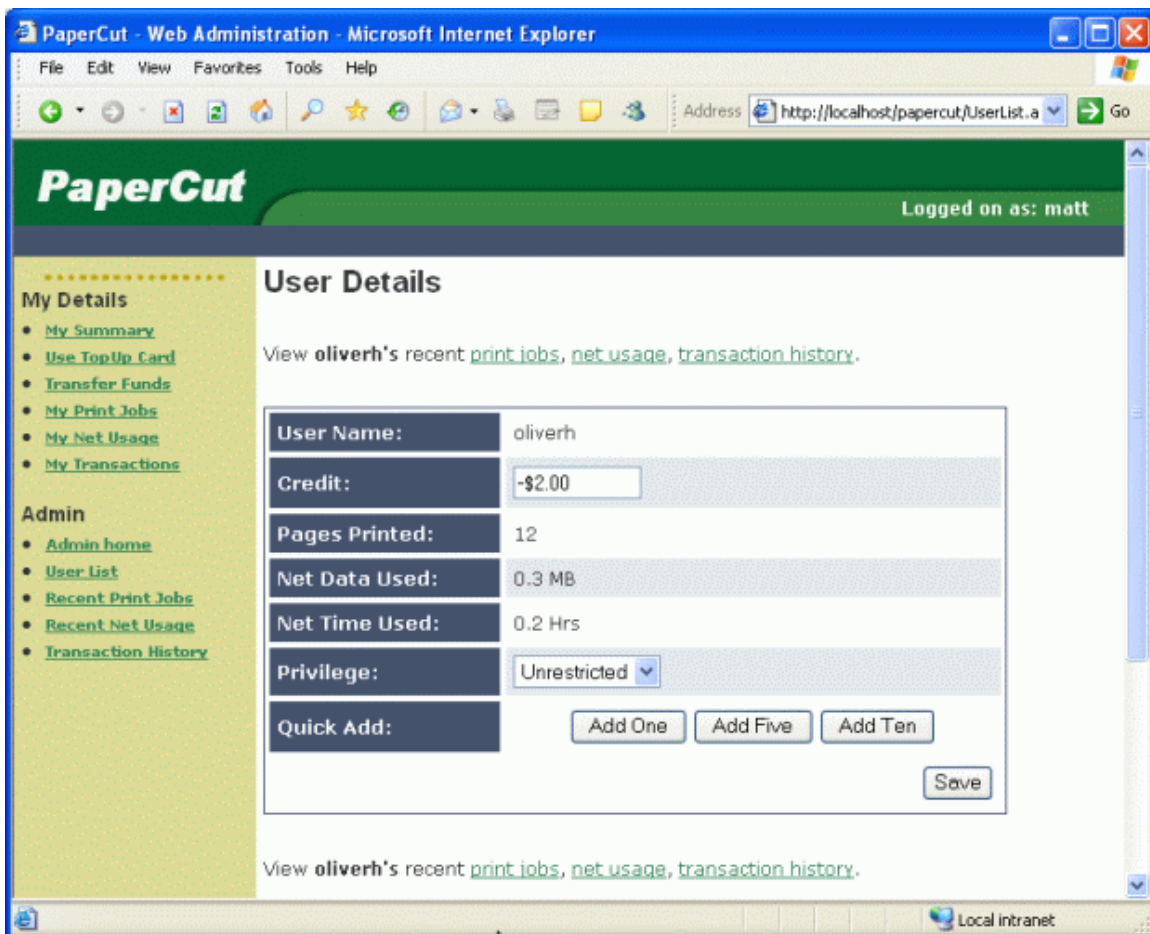 PaperCut - Web Administration - Microsoft Internet Explorer
File Edit View Favorites Tools Help
Address http://localhost/papercut/UserList.a Go
PaperCut
Logged on as: matt
My Details
My Summary
Use TopUp Card
Transfer Funds
My Print Jobs
My Net Usage
My Transactions
Admin
Admin home
User List
Recent Print Jobs
Recent Net Usage
Transaction History
User Details
View oliverh's recent print jobs, net usage, transaction history.
User Name: oliverh
Credit: -$2.00
Pages Printed: 12
Net Data Used: 0.3 MB
Net Time Used: 0.2 Hrs
Privilege: Unrestricted
Quick Add: Add One Add Five Add Ten
Save
View oliverh's recent print jobs, net usage, transaction history.
Local intranet